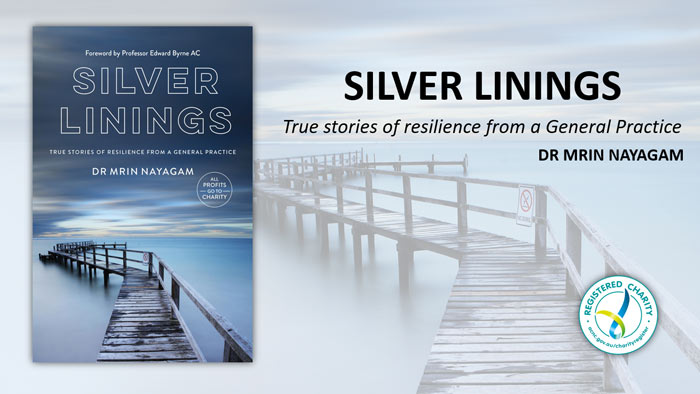 Foreword by Professor Edward Byrne AC
SILVER
LININGS
TRUE STORIES OF RESILIENCE FROM A GENERAL PRACTICE
DR MRIN NAYAGAM
ALL
PROFITS
GO TO
CHARITY
SILVER LININGS
True stories of resilience from a General Practice
DR MRIN NAYAGAM
REGISTERED CHARITY
acnc.gov.au/charityregister